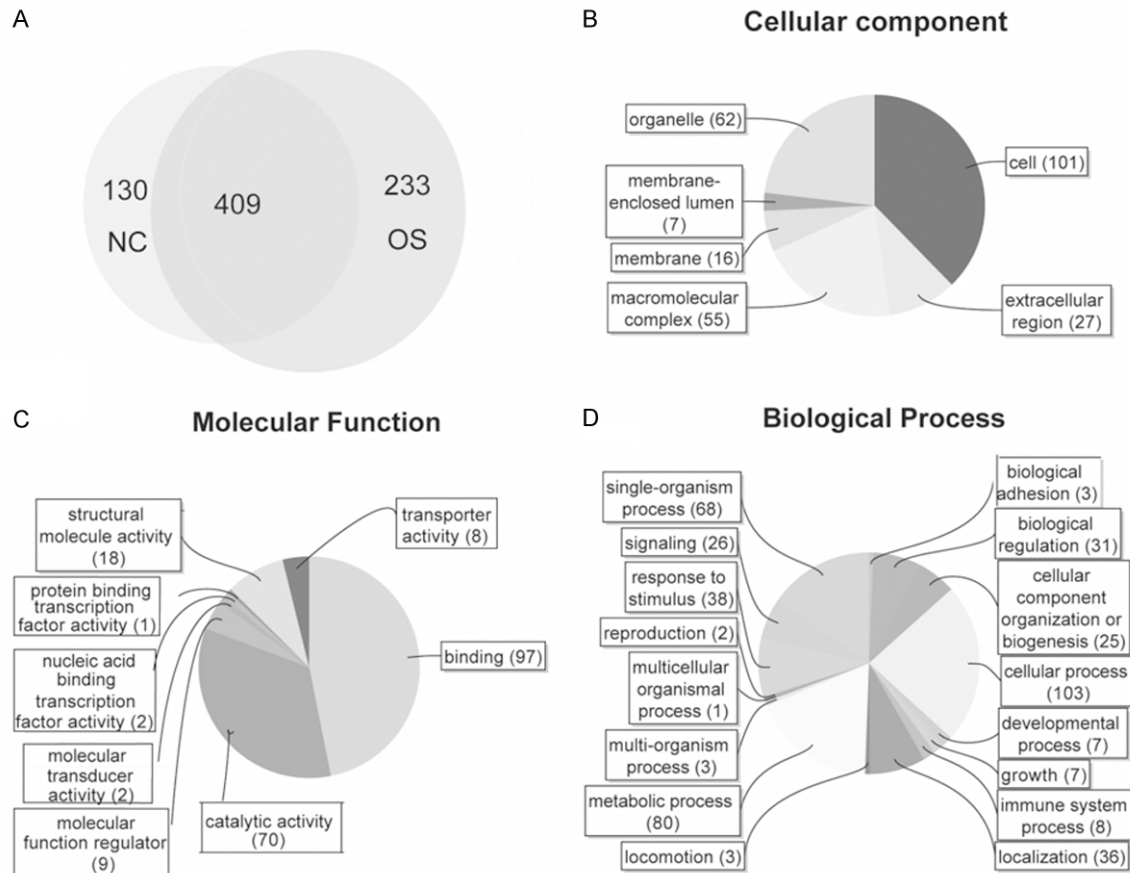 A
130
NC
409
233
OS
B
Cellular component
organelle (62)
membrane-
enclosed lumen
(7)
membrane (16)
macromolecular
complex (55)
cell (101)
extracellular
region (27)
C
Molecular Function
structural
molecule activity
(18)
protein binding
transcription
factor activity (1)
nucleic acid
binding
transcription
factor activity (2)
molecular
transducer
activity (2)
molecular
function regulator
(9)
transporter
activity (8)
binding (97)
catalytic activity
(70)
D
Biological Process
single-organism
process (68)
signaling (26)
response to
stimulus (38)
reproduction (2)
multicellular
organismal
process (1)
multi-organism
process (3)
metabolic process
(80)
locomotion (3)
biological
adhesion (3)
biological
regulation (31)
cellular
component
organization or
biogenesis (25)
cellular process
(103)
developmental
process (7)
growth (7)
immune system
process (8)
localization (36)